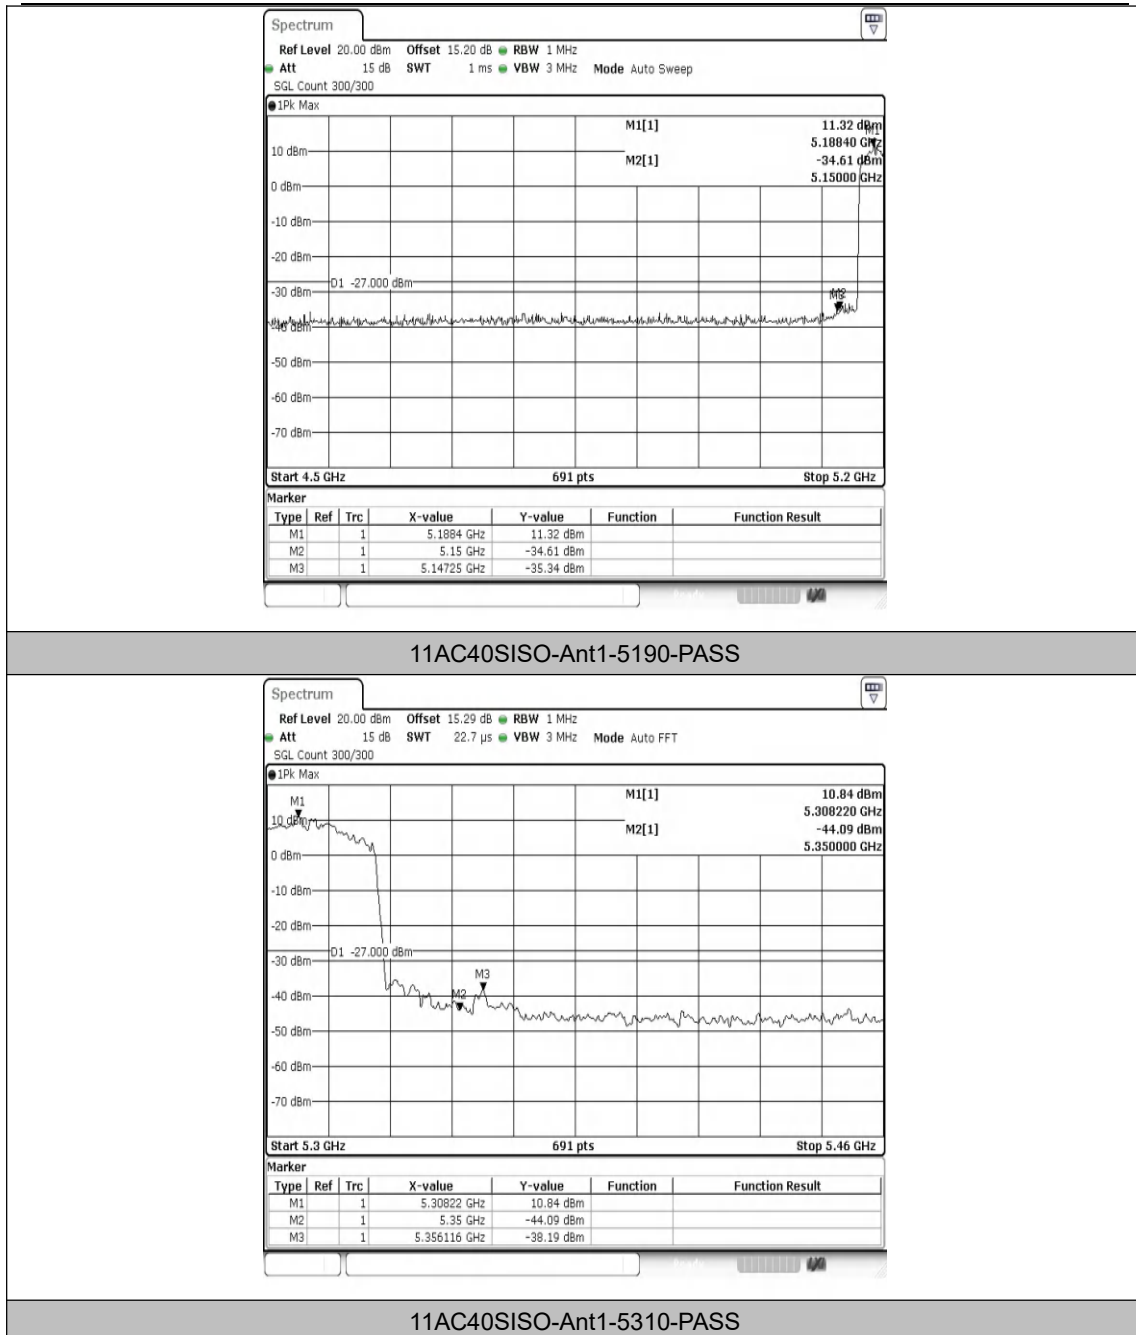 Spectrum
Ref Level 20.00 dBm Offset 15.20 dB RBW 1 MHz
Att 15 dB SWT 1 ms VBW 3 MHz Mode Auto Sweep
SGL Count 300/300
1Pk Max
M1[1] 11.32 dBm
M1
5.18840 GHz
10 dBm
M2[1] -34.61 dBm
5.15000 GHz
0 dBm
-10 dBm
-20 dBm
D1 -27.000 dBm
-30 dBm
-40 dBm
-50 dBm
-60 dBm
-70 dBm
Start 4.5 GHz 691 pts Stop 5.2 GHz
Marker
Type Ref Trc X-value Y-value Function Function Result
M1 1 5.1884 GHz 11.32 dBm
M2 1 5.15 GHz -34.61 dBm
M3 1 5.14725 GHz -35.34 dBm
11AC40SISO-Ant1-5190-PASS
Spectrum
Ref Level 20.00 dBm Offset 15.29 dB RBW 1 MHz
Att 15 dB SWT 22.7 µs VBW 3 MHz Mode Auto FFT
SGL Count 300/300
1Pk Max
M1[1] 10.84 dBm
M1
5.308220 GHz
10 dBm
M2[1] -44.09 dBm
5.350000 GHz
0 dBm
-10 dBm
-20 dBm
D1 -27.000 dBm
-30 dBm
M3
-40 dBm
M2
-50 dBm
-60 dBm
-70 dBm
Start 5.3 GHz 691 pts Stop 5.46 GHz
Marker
Type Ref Trc X-value Y-value Function Function Result
M1 1 5.30822 GHz 10.84 dBm
M2 1 5.35 GHz -44.09 dBm
M3 1 5.356116 GHz -38.19 dBm
11AC40SISO-Ant1-5310-PASS